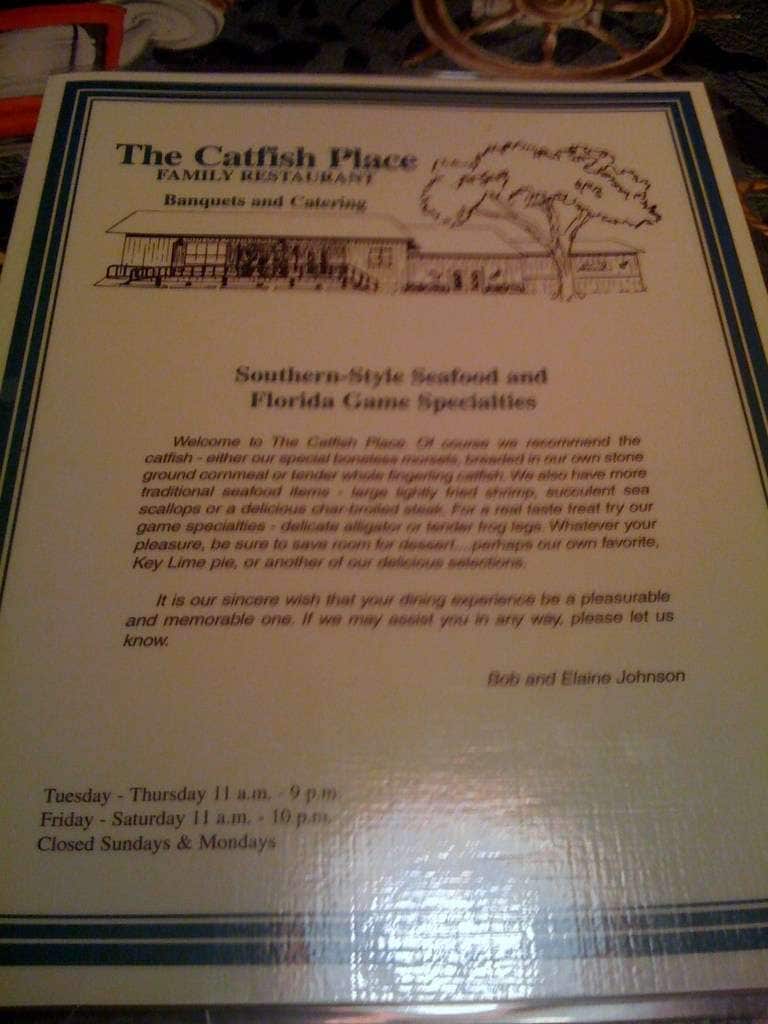 The Catfish Place
FAMILY RESTAURANT
Banquets and Catering
Southern-Style Seafood and
Florida Game Specialties
Welcome to The Catfish Place. Of course we recommend the
catfish - either our special boneless morsels, breaded in our own stone
ground cornmeal or tender whole fingerling catfish. We also have more
traditional seafood items - large lightly fried shrimp, succulent sea
scallops or a delicious char-broiled steak. For a real taste treat try our
game specialties - delicate alligator or tender frog legs. Whatever your
pleasure, be sure to save room for dessert....perhaps our own favorite,
Key Lime pie, or another of our delicious selections.
It is our sincere wish that your dining experience be a pleasurable
and memorable one. If we may assist you in any way, please let us
know.
Bob and Elaine Johnson
Tuesday - Thursday 11 a.m. - 9 p.m.
Friday - Saturday 11 a.m. - 10 p.m.
Closed Sundays & Mondays